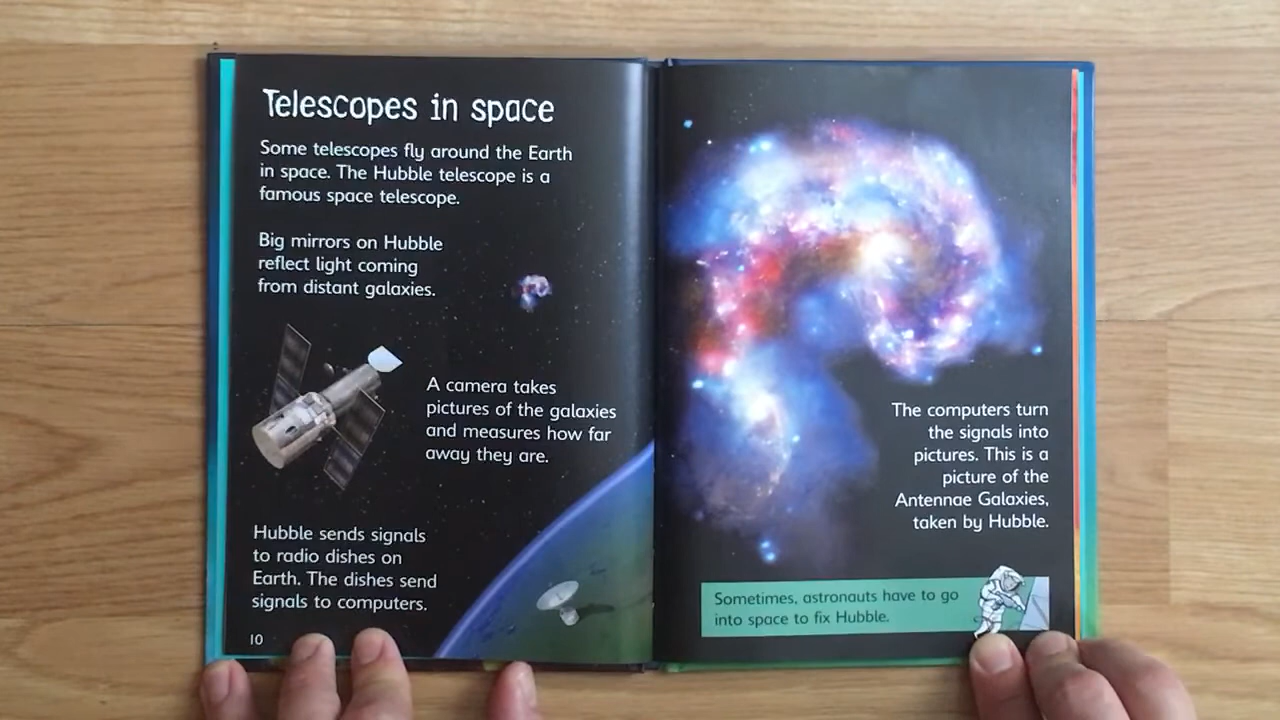 Telescopes in space
Some telescopes fly around the Earth
in space. The Hubble telescope is a
famous space telescope.
Big mirrors on Hubble
reflect light coming
from distant galaxies.
A camera takes
pictures of the galaxies
and measures how far
away they are.
Hubble sends signals
to radio dishes on
Earth. The dishes send
signals to computers.
10
The computers turn
the signals into
pictures. This is a
picture of the
Antennae Galaxies,
taken by Hubble.
Sometimes, astronauts have to go
into space to fix Hubble.